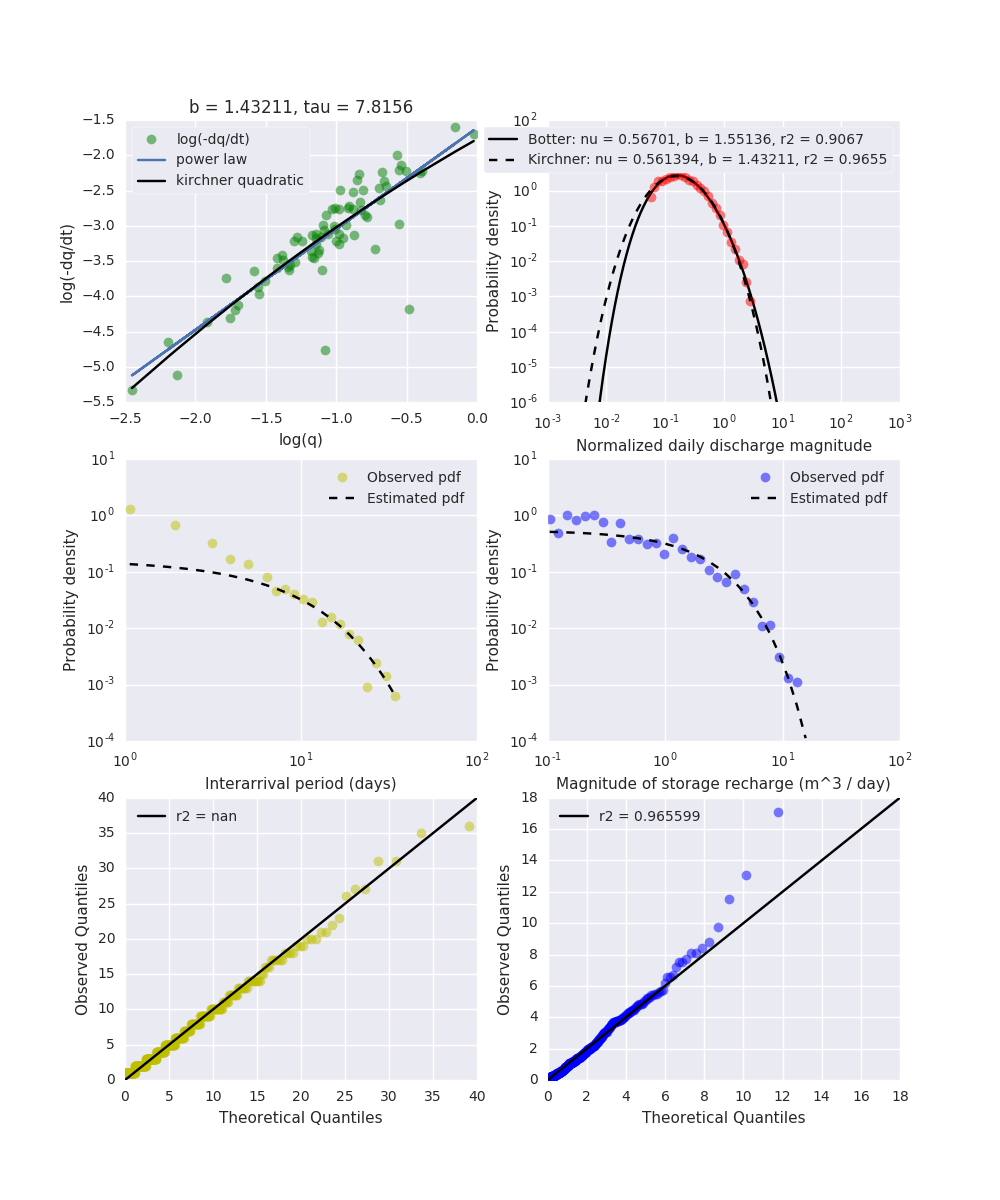 b = 1.43211, tau = 7.8156
−1.5
−2.0
−2.5
−3.0
−3.5
−4.0
−4.5
−5.0
−5.5
log(-dq/dt)
log(-dq/dt)
power law
kirchner quadratic
−2.5 −2.0 −1.5 −1.0 −0.5 0.0
log(q)
10^2
10^0
10^-1
10^-2
10^-3
10^-4
10^-5
10^-6
Probability density
Botter: nu = 0.56701, b = 1.55136, r2 = 0.9067
Kirchner: nu = 0.561394, b = 1.43211, r2 = 0.9655
10^-3 10^-2 10^-1 10^0 10^1 10^2 10^3
Normalized daily discharge magnitude
10^1
10^0
10^-1
10^-2
10^-3
10^-4
Probability density
Observed pdf
Estimated pdf
10^0 10^1 10^2
Interarrival period (days)
10^1
10^0
10^-1
10^-2
10^-3
10^-4
Probability density
Observed pdf
Estimated pdf
10^-1 10^0 10^1 10^2
Magnitude of storage recharge (m^3 / day)
40
35
30
25
20
15
10
5
0
Observed Quantiles
r2 = nan
0 5 10 15 20 25 30 35 40
Theoretical Quantiles
18
16
14
12
10
8
6
4
2
0
Observed Quantiles
r2 = 0.965599
0 2 4 6 8 10 12 14 16 18
Theoretical Quantiles